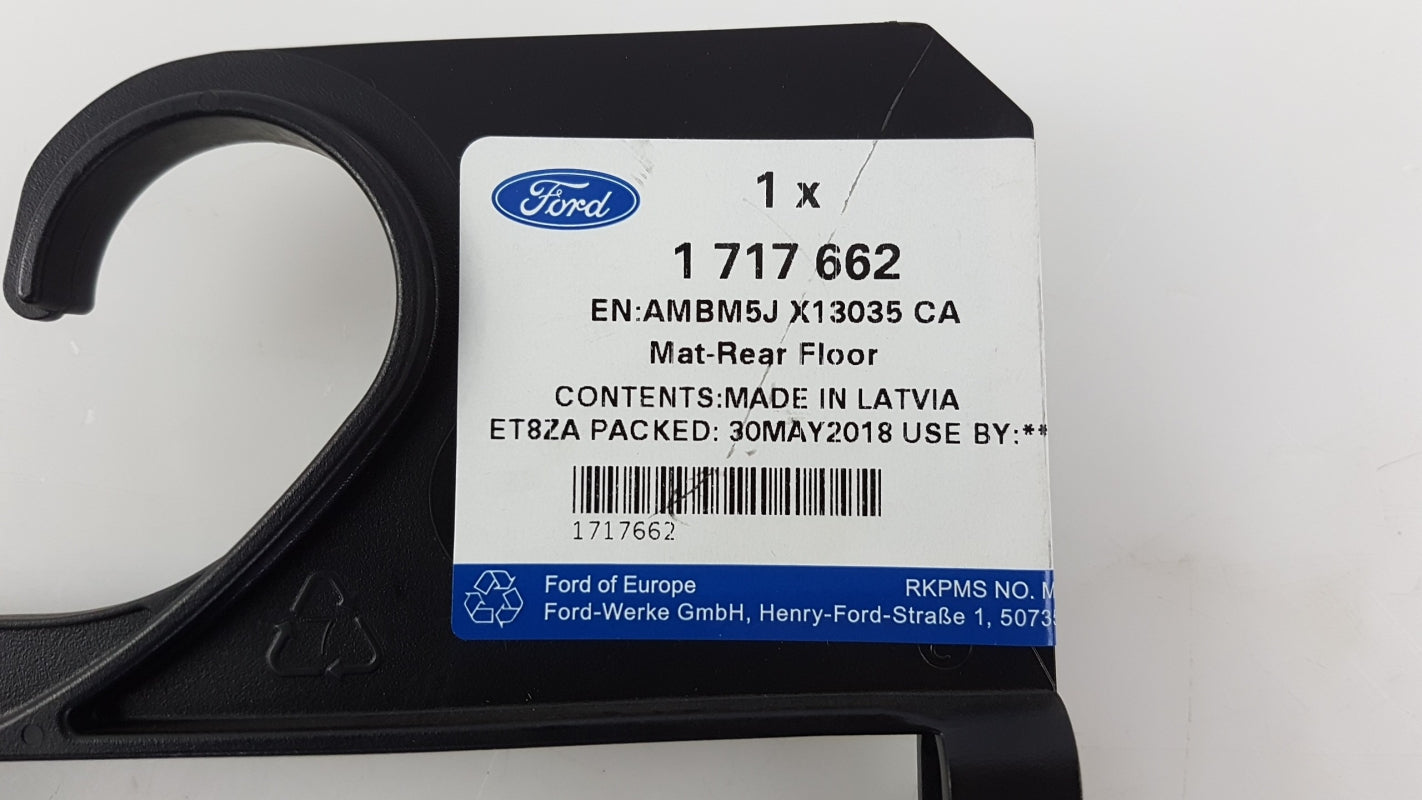 Ford
1 x
1 717 662
EN:AMBM5J X13035 CA
Mat-Rear Floor
CONTENTS:MADE IN LATVIA
ET8ZA PACKED: 30MAY2018 USE BY:**
1717662
Ford of Europe RKPMS NO.
Ford-Werke GmbH, Henry-Ford-Straße 1,